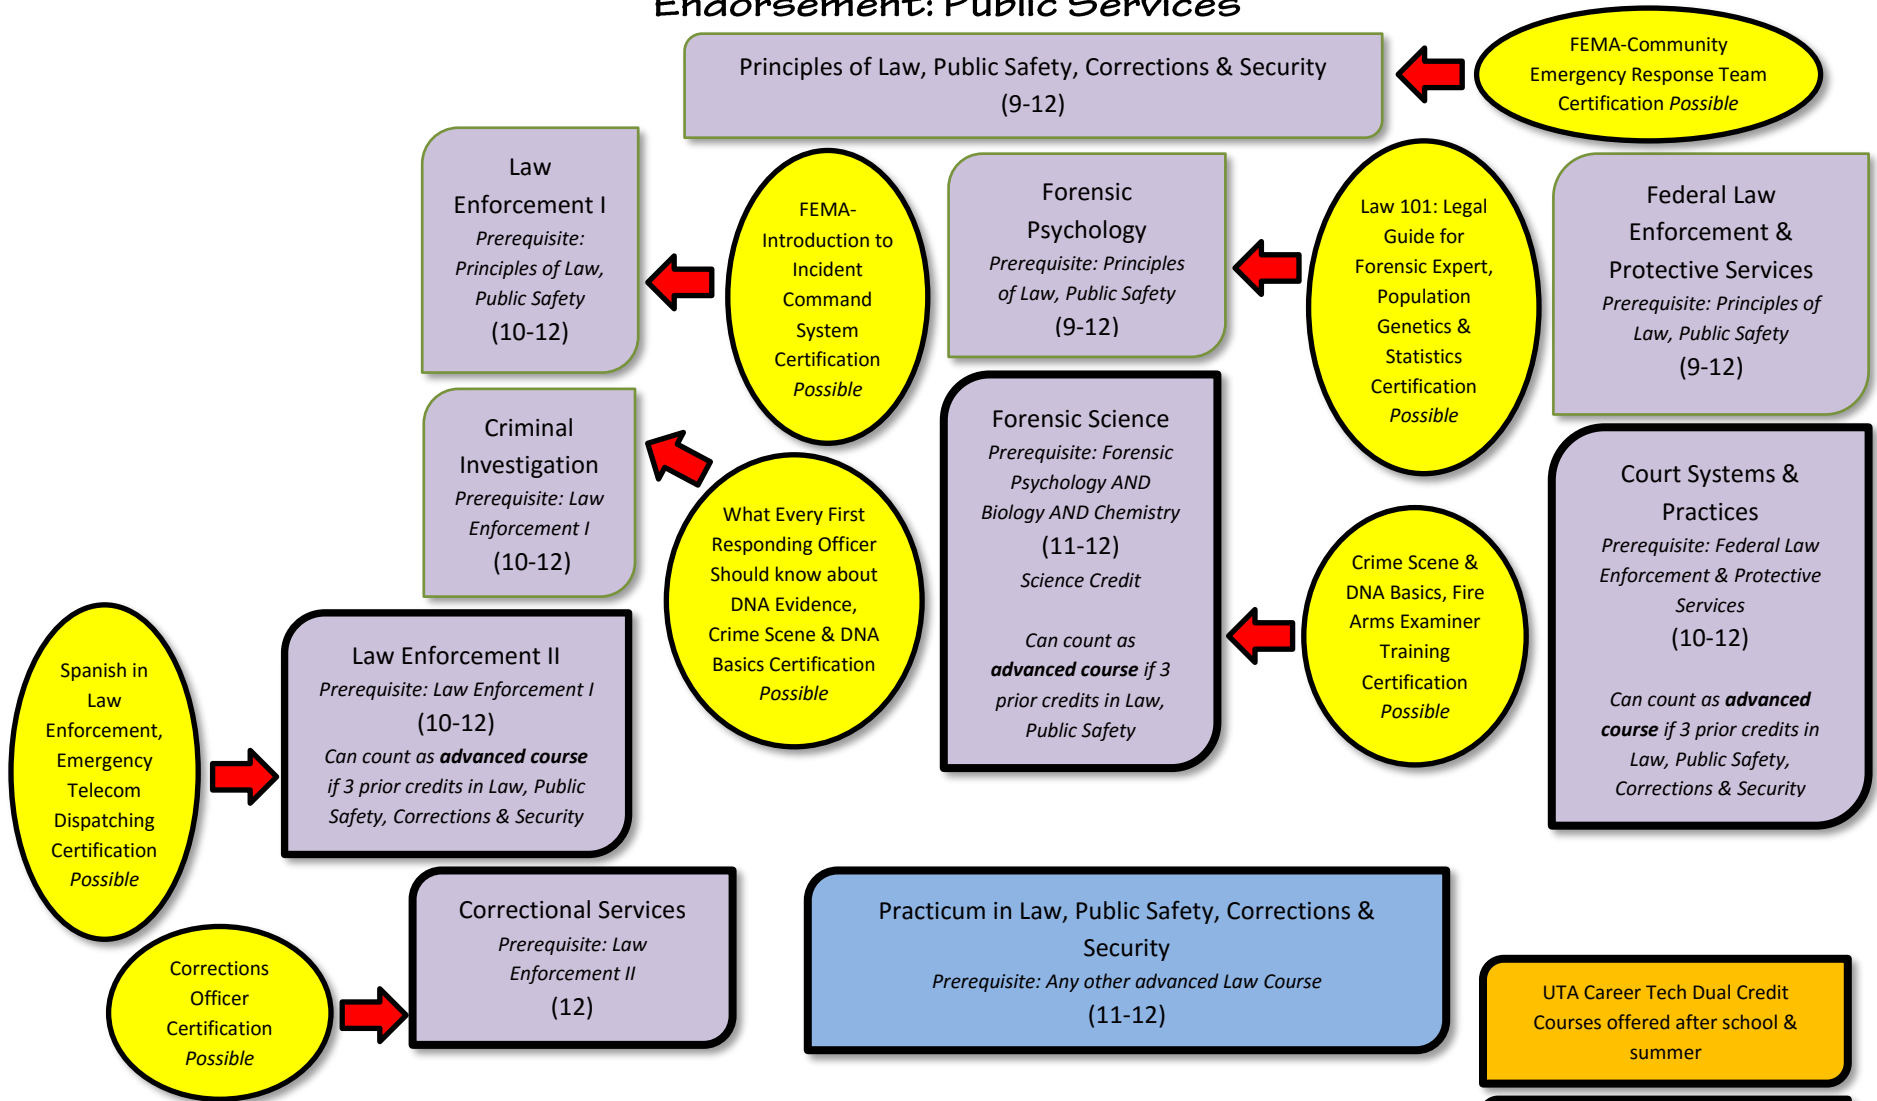 Endorsement: Public Services
Principles of Law, Public Safety, Corrections & Security
(9-12)
FEMA-Community
Emergency Response Team
Certification Possible
Law
Enforcement I
Prerequisite:
Principles of Law,
Public Safety
(10-12)
FEMA-
Introduction to
Incident
Command
System
Certification
Possible
Forensic
Psychology
Prerequisite: Principles
of Law, Public Safety
(9-12)
Law 101: Legal
Guide for
Forensic Expert,
Population
Genetics &
Statistics
Certification
Possible
Federal Law
Enforcement &
Protective Services
Prerequisite: Principles of
Law, Public Safety
(9-12)
Criminal
Investigation
Prerequisite: Law
Enforcement I
(10-12)
What Every First
Responding Officer
Should know about
DNA Evidence,
Crime Scene & DNA
Basics Certification
Possible
Forensic Science
Prerequisite: Forensic
Psychology AND
Biology AND Chemistry
(11-12)
Science Credit
Can count as
advanced course if 3
prior credits in Law,
Public Safety
Crime Scene &
DNA Basics, Fire
Arms Examiner
Training
Certification
Possible
Court Systems &
Practices
Prerequisite: Federal Law
Enforcement & Protective
Services
(10-12)
Can count as advanced
course if 3 prior credits in
Law, Public Safety,
Corrections & Security
Spanish in
Law
Enforcement,
Emergency
Telecom
Dispatching
Certification
Possible
Law Enforcement II
Prerequisite: Law Enforcement I
(10-12)
Can count as advanced course
if 3 prior credits in Law, Public
Safety, Corrections & Security
Corrections
Officer
Certification
Possible
Correctional Services
Prerequisite: Law
Enforcement II
(12)
Practicum in Law, Public Safety, Corrections &
Security
Prerequisite: Any other advanced Law Course
(11-12)
UTA Career Tech Dual Credit
Courses offered after school &
summer